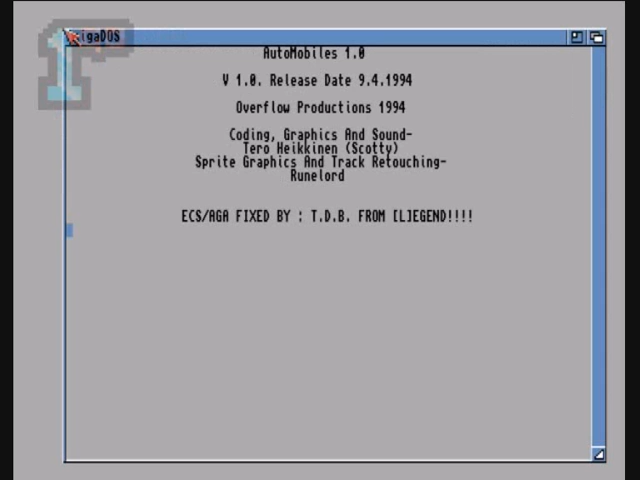 igaDOS
AutoMobiles 1.0
V 1.0. Release Date 9.4.1994
Overflow Productions 1994
Coding, Graphics And Sound-
Tero Heikkinen (Scotty)
Sprite Graphics And Track Retouching-
Runelord
ECS/AGA FIXED BY : T.D.B. FROM [L]EGEND!!!!